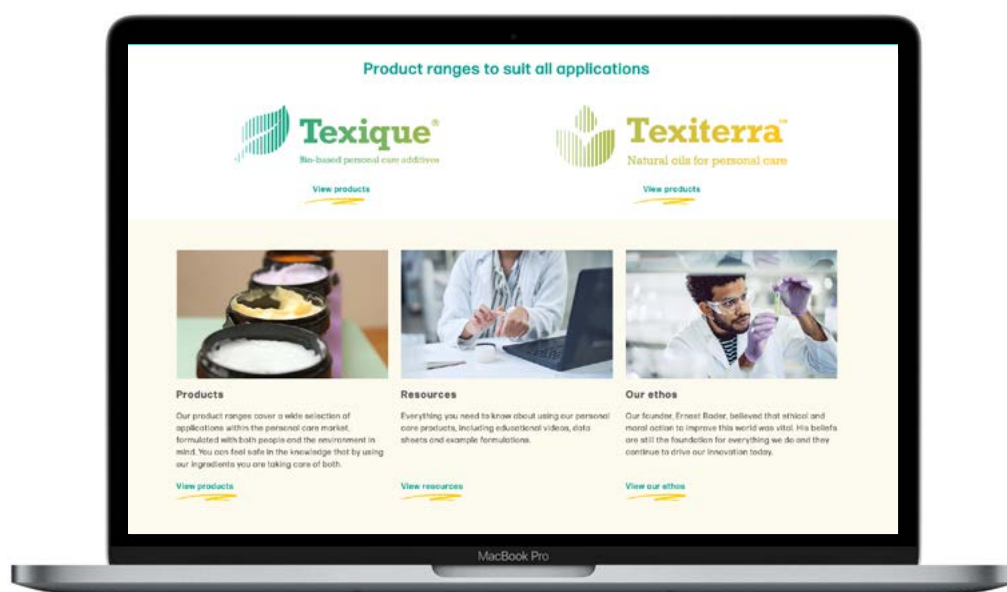 Product ranges to suit all applications
Texique®
Bio-based personal care additives
Texiterra™
Natural oils for personal care
View products
View products
Products
Our product ranges cover a wide selection of
applications within the personal care market,
formulated with both people and the environment in
mind. You can feel safe in the knowledge that by using
our ingredients you are taking care of both.
View products
Resources
Everything you need to know about using our personal
care products, including educational videos, data
sheets and example formulations.
View resources
Our ethos
Our founder, Ernest Bader, believed that ethical and
moral action to improve this world was vital. His beliefs
are still the foundation for everything we do and they
continue to drive our innovation today.
View our ethos
MacBook Pro